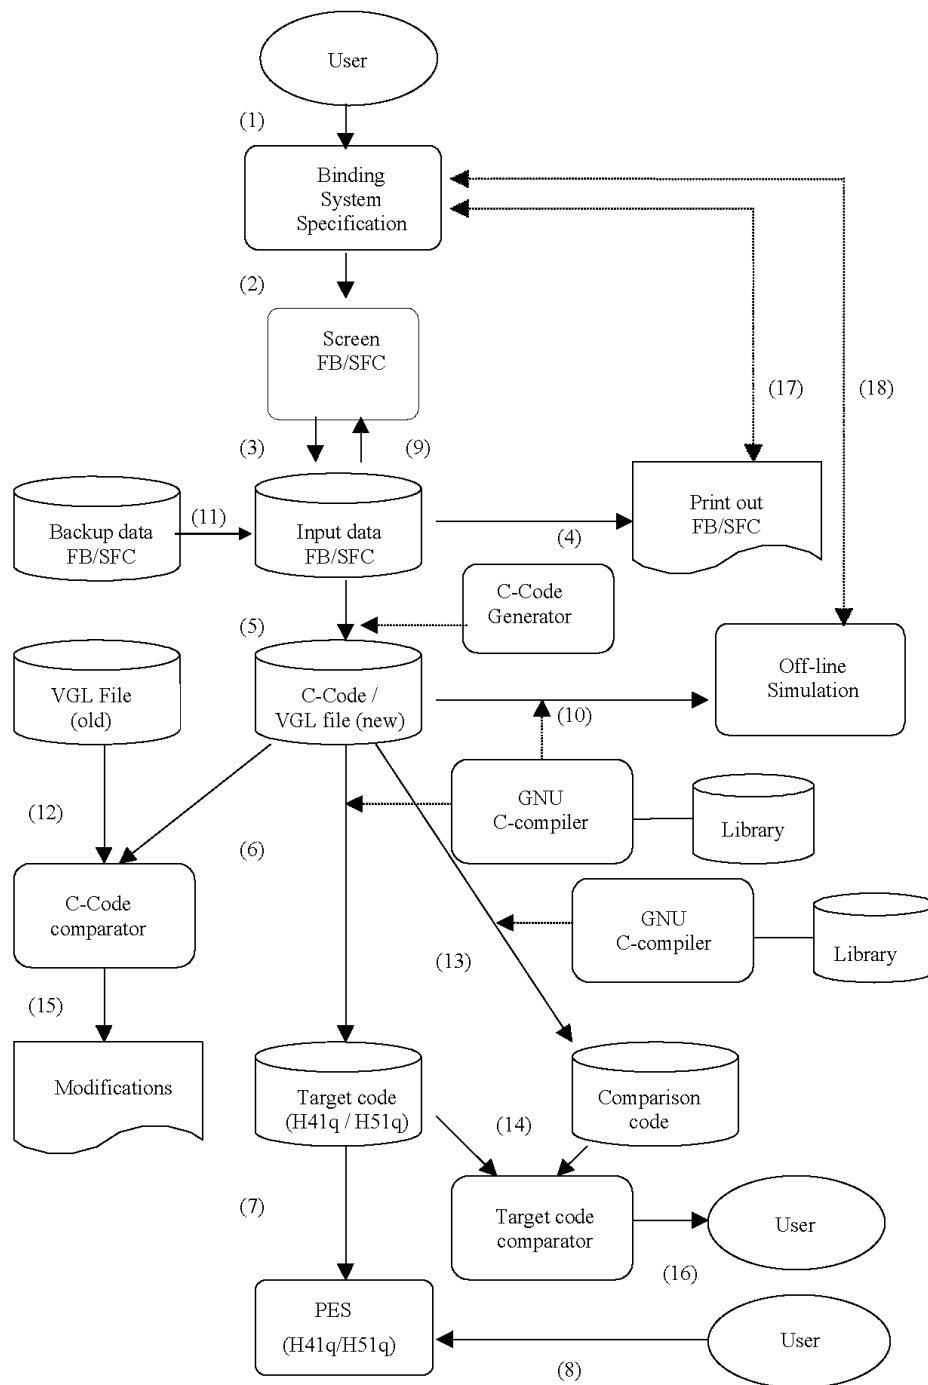 User
(1)
Binding
System
Specification
(2)
Screen
FB/SFC
(17)
(18)
(3)
(9)
Backup data
FB/SFC
(11)
Input data
FB/SFC
(4)
Print out
FB/SFC
C-Code
Generator
(5)
VGL File
(old)
C-Code /
VGL file (new)
(10)
Off-line
Simulation
(12)
(6)
GNU
C-compiler
Library
C-Code
comparator
(13)
GNU
C-compiler
Library
(15)
Modifications
Target code
(H41q / H51q)
(14)
Comparison
code
(7)
Target code
comparator
(16)
User
PES
(H41q/H51q)
(8)
User